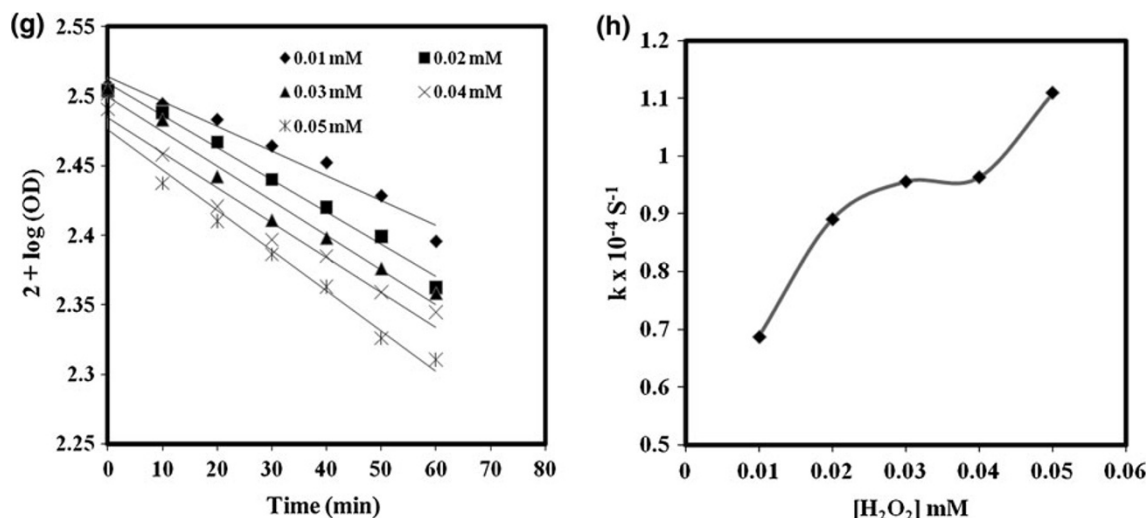 (g)
2 + log (OD)
2.55
2.5
2.45
2.4
2.35
2.3
2.25
0 10 20 30 40 50 60 70 80
Time (min)
0.01 mM 0.02 mM
0.03 mM 0.04 mM
0.05 mM
(h)
k x 10⁻⁴ S⁻¹
1.2
1.1
1
0.9
0.8
0.7
0.6
0.5
0 0.01 0.02 0.03 0.04 0.05 0.06
[H₂O₂] mM